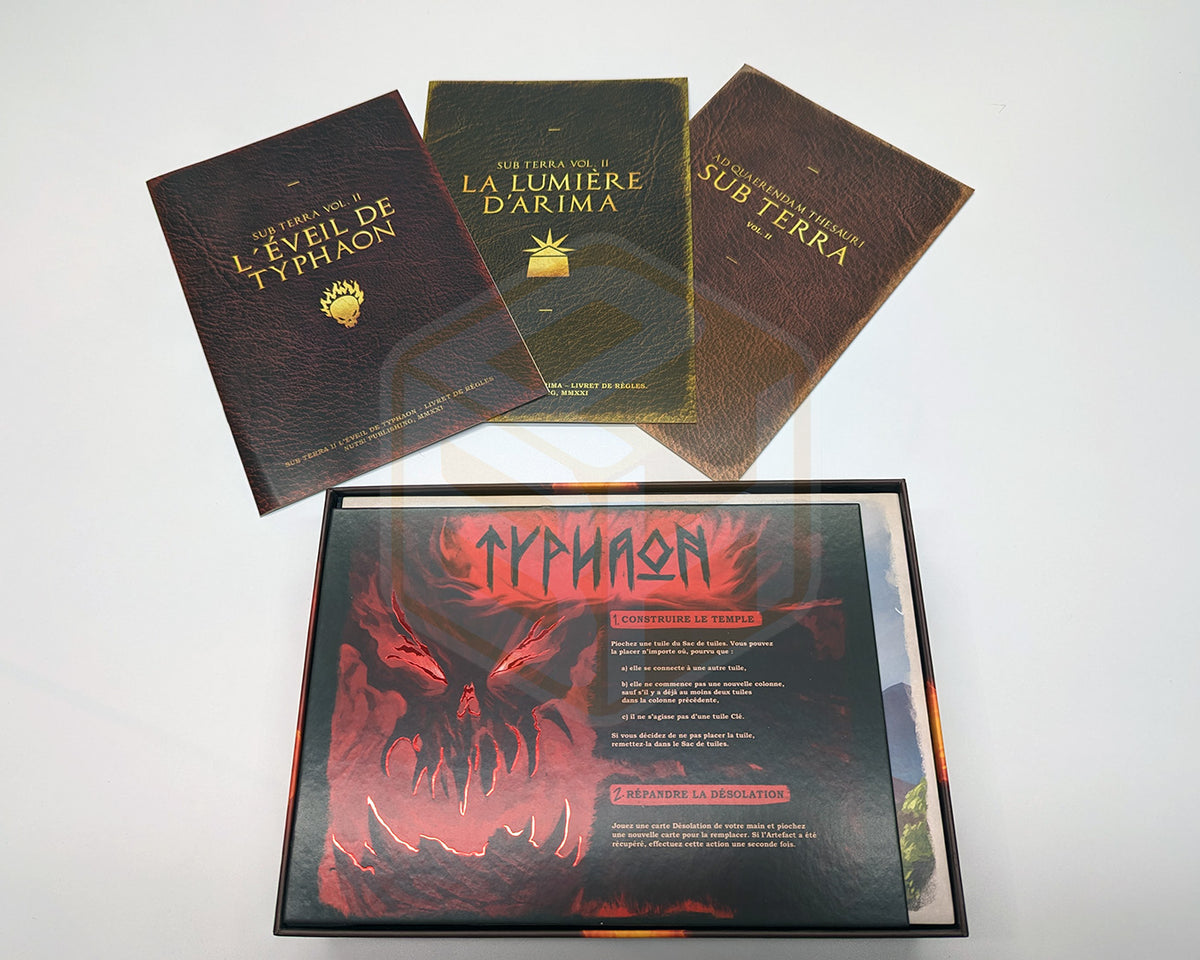 SUB TERRA VOL. II
L'ÉVEIL DE
TYPHAON
SUB TERRA II L'ÉVEIL DE TYPHAON - LIVRET DE RÈGLES
NUTS! PUBLISHING, MMXXI
SUB TERRA VOL. II
LA LUMIÈRE
D'ARIMA
RIMA – LIVRET DE RÈGLES.
G, MMXXI
AD QUAERENDAM THESAURI
SUB TERRA
VOL. II
TYPHAON
1. CONSTRUIRE LE TEMPLE
Piochez une tuile du Sac de tuiles. Vous pouvez
la placer n'importe où, pourvu que :
a) elle se connecte à une autre tuile,
b) elle ne commence pas une nouvelle colonne,
sauf s'il y a déjà au moins deux tuiles
dans la colonne précédente,
c) il ne s'agisse pas d'une tuile Clé.
Si vous décidez de ne pas placer la tuile,
remettez-la dans le Sac de tuiles.
2. RÉPANDRE LA DÉSOLATION
Jouez une carte Désolation de votre main et piochez
une nouvelle carte pour la remplacer. Si l'Artefact a été
récupéré, effectuez cette action une seconde fois.